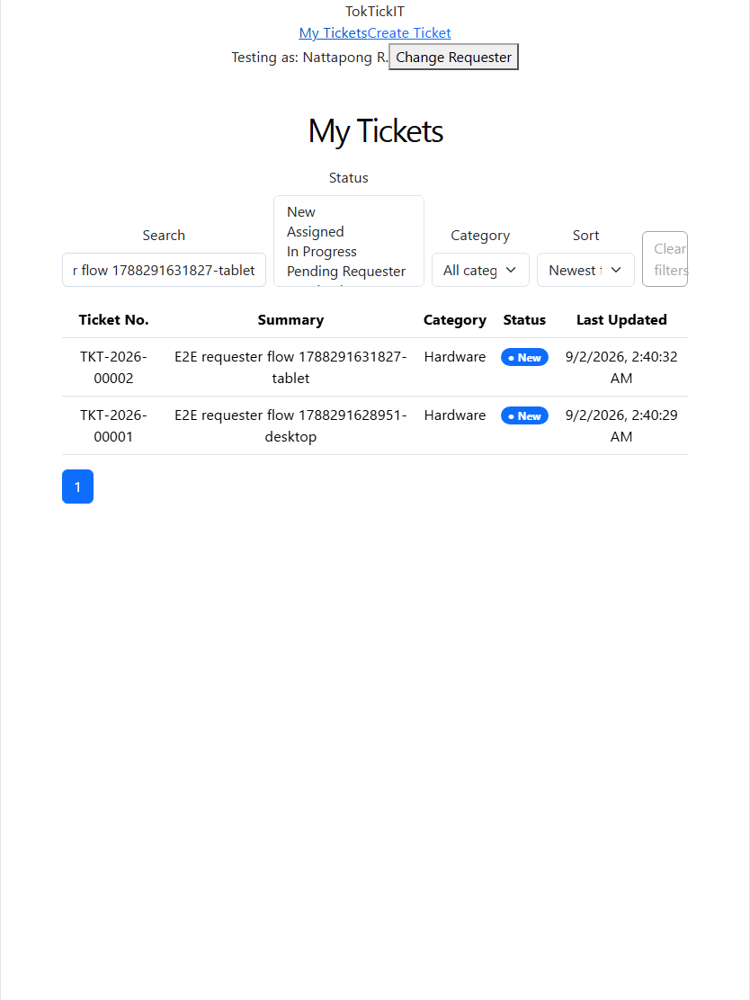 TokTickIT
My TicketsCreate Ticket
Testing as: Nattapong R. Change Requester
My Tickets
Status
New
Assigned
In Progress
Pending Requester
Search
r flow 1788291631827-tablet
Category
All categ
Sort
Newest
Clear
filters
Ticket No. Summary Category Status Last Updated
TKT-2026-00002 E2E requester flow 1788291631827-tablet Hardware New 9/2/2026, 2:40:32 AM
TKT-2026-00001 E2E requester flow 1788291628951-desktop Hardware New 9/2/2026, 2:40:29 AM
1